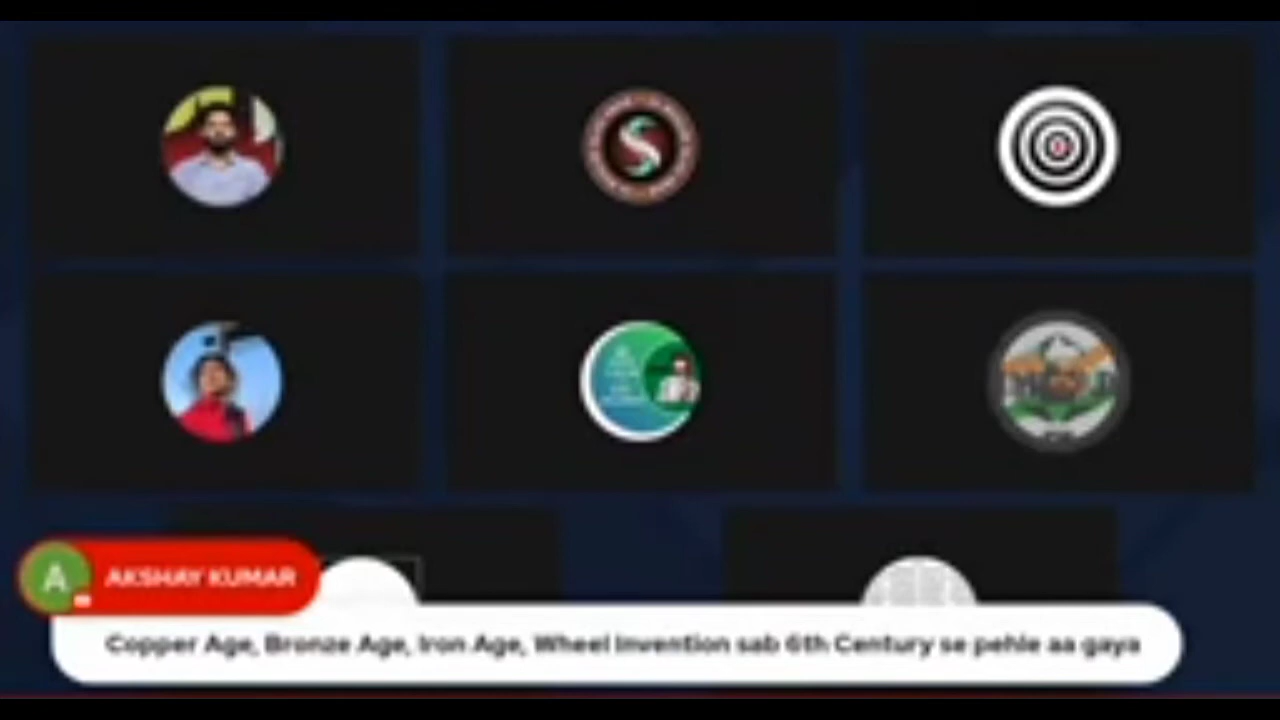 S
A
AKSHAY KUMAR
Copper Age, Bronze Age, Iron Age, Wheel Invention sab 6th Century se pehle aa gaya